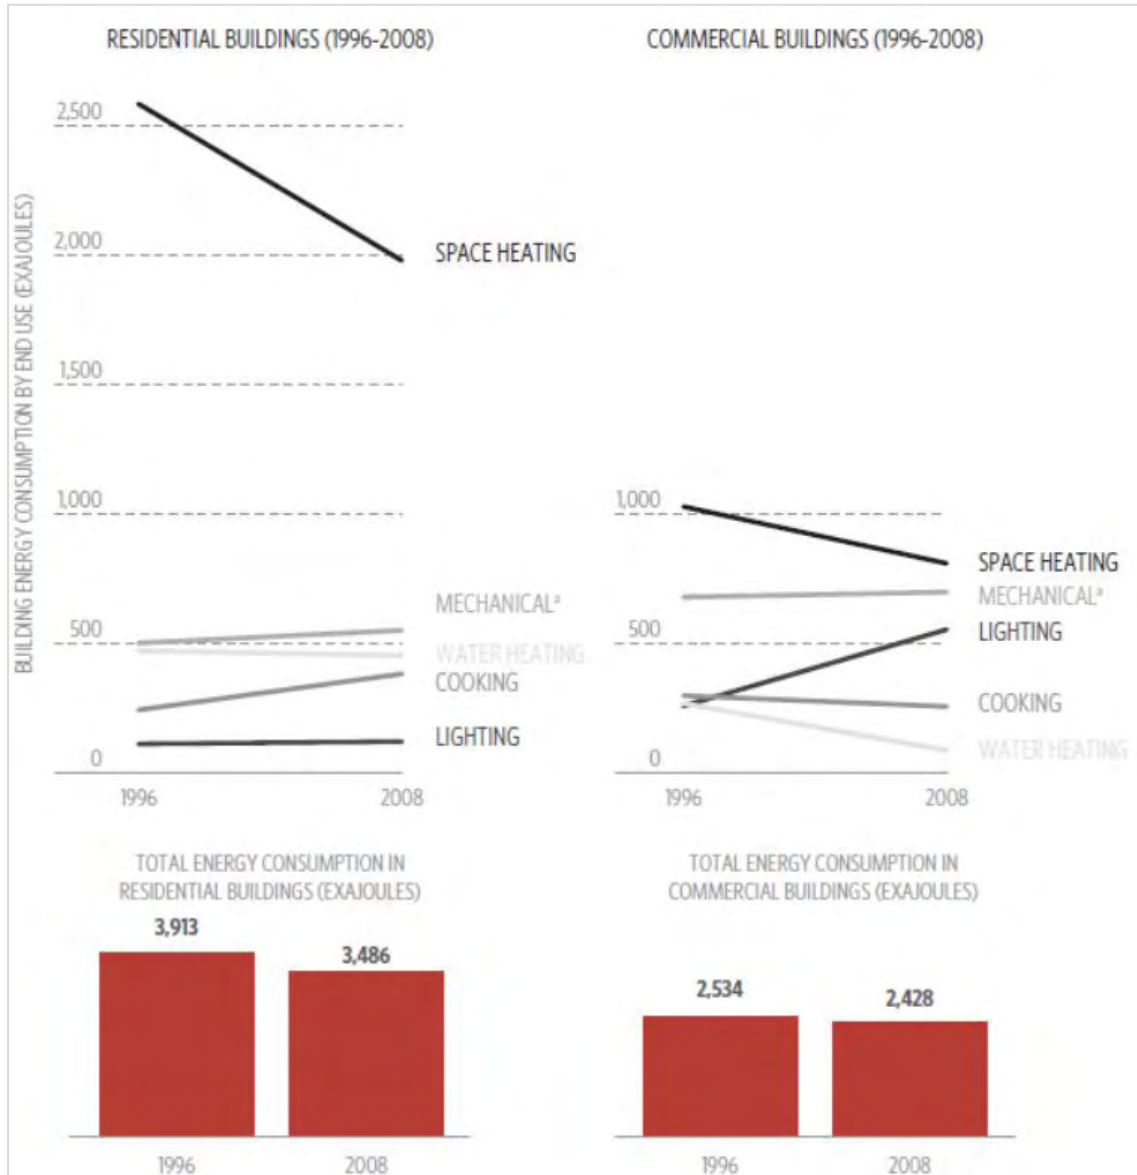 RESIDENTIAL BUILDINGS (1996-2008)
BUILDING ENERGY CONSUMPTION BY END USE (EXAJOULES)
2,500
2,000
1,500
1,000
500
0
SPACE HEATING
MECHANICALª
WATER HEATING
COOKING
LIGHTING
1996
2008
COMMERCIAL BUILDINGS (1996-2008)
1,000
500
0
SPACE HEATING
MECHANICALª
LIGHTING
COOKING
WATER HEATING
1996
2008
TOTAL ENERGY CONSUMPTION IN
RESIDENTIAL BUILDINGS (EXAJOULES)
3,913
3,486
1996
2008
TOTAL ENERGY CONSUMPTION IN
COMMERCIAL BUILDINGS (EXAJOULES)
2,534
2,428
1996
2008